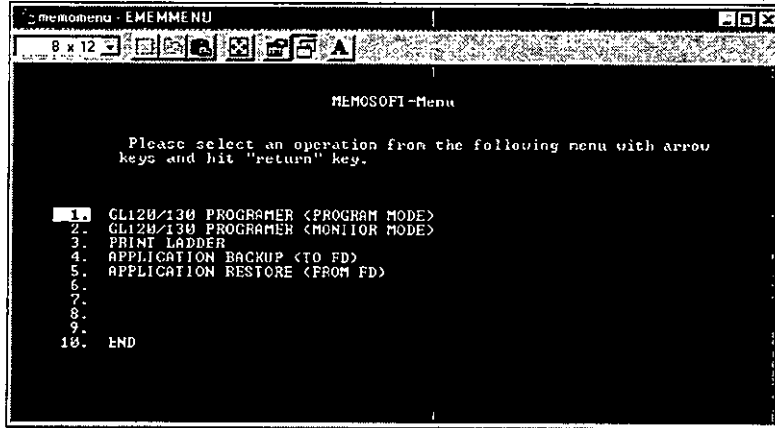 memomenu - EMEMMENU
8 x 12 A
MEMOSOFT-Menu
Please select an operation from the following menu with arrow
keys and hit "return" key.
1. GL120/130 PROGRAMER <PROGRAM MODE>
2. GL120/130 PROGRAMER <MONITOR MODE>
3. PRINT LADDER
4. APPLICATION BACKUP <TO FD>
5. APPLICATION RESTORE <FROM FD>
6.
7.
8.
9.
10. END